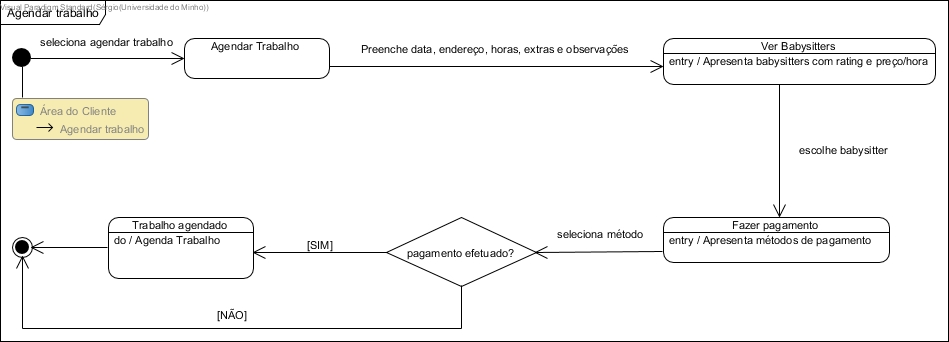 Visual Paradigm Standard(Sérgio(Universidade do Minho))
Agendar trabalho
seleciona agendar trabalho
Agendar Trabalho
Preenche data, endereço, horas, extras e observações
Ver Babysitters
entry / Apresenta babysitters com rating e preço/hora
Área do Cliente
Agendar trabalho
escolhe babysitter
Trabalho agendado
do / Agenda Trabalho
[SIM]
pagamento efetuado?
seleciona método
Fazer pagamento
entry / Apresenta métodos de pagamento
[NÃO]